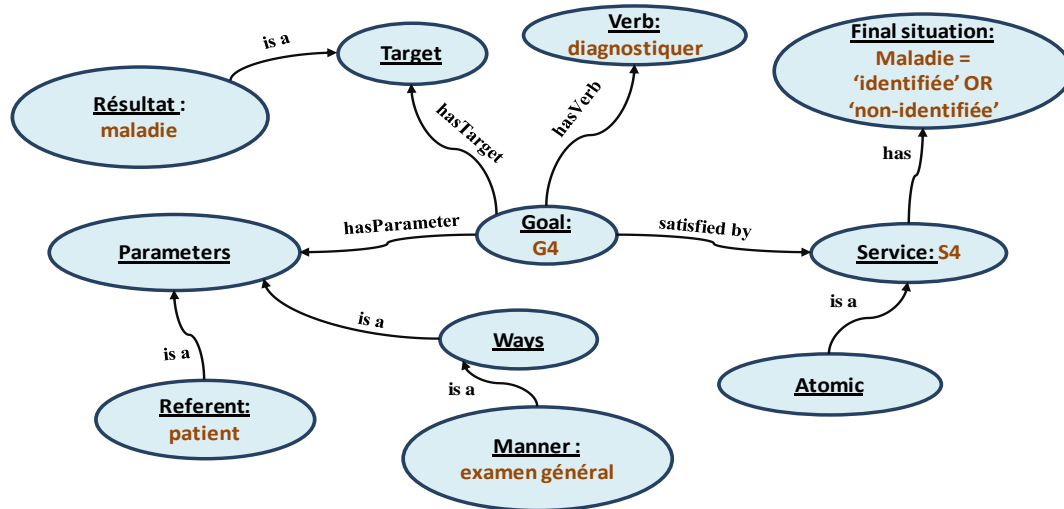 is a
Target
Verb:
diagnostiquer
Final situation:
Maladie =
‘identifiée’ OR
‘non-identifiée’
Résultat :
maladie
hasTarget
hasVerb
has
hasParameter
Goal:
G4
satisfied by
Parameters
Service: S4
is a
is a
Ways
is a
is a
Atomic
Referent:
patient
Manner :
examen général